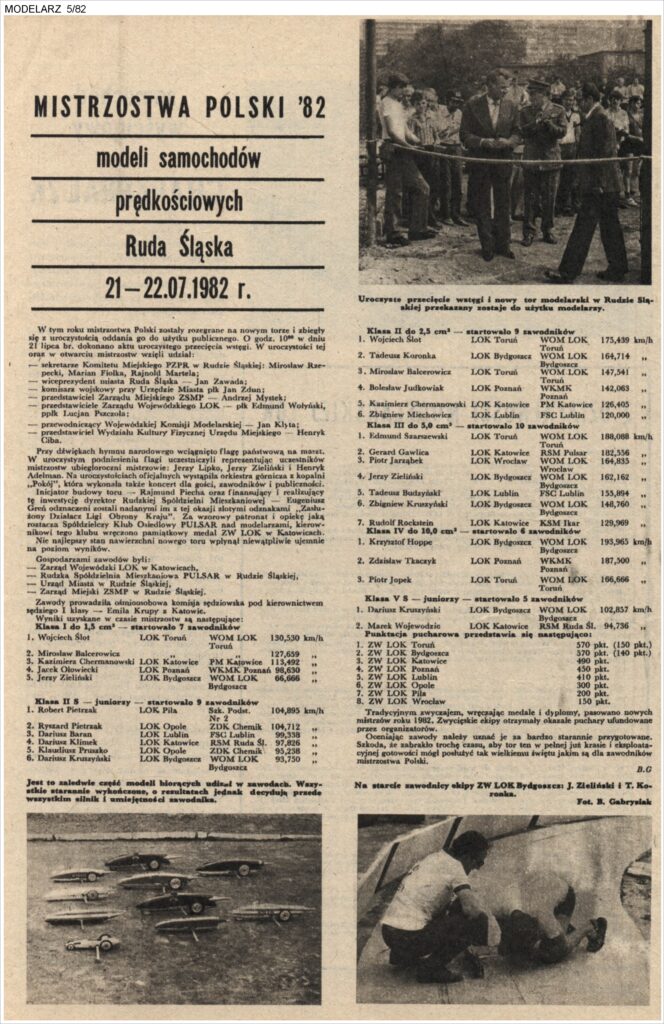 MODELARZ 5/82
MISTRZOSTWA POLSKI '82
modeli samochodów
prędkościowych
Ruda Śląska
21—22.07.1982 r.
W tym roku mistrzostwa Polski zostały rozegrane na nowym torze i zbiegły
się z uroczystością oddania go do użytku publicznego. O godz. 10⁰⁰ w dniu
21 lipca br. dokonano aktu uroczystego przecięcia wstęgi. W uroczystości tej
oraz w otwarciu mistrzostw wzięli udział:
— sekretarze Komitetu Miejskiego PZPR w Rudzie Śląskiej: Mirosław Rze-
pecki, Marian Fiołka, Rajnold Martela;
— wiceprezydent miasta Ruda Śląska — Jan Zawada;
— komisarz wojskowy przy Urzędzie Miasta płk Jan Zdun;
— przedstawiciel Zarządu Miejskiego ZSMP — Andrzej Mystek;
— przedstawiciele Zarządu Wojewódzkiego LOK — płk Edmund Wołyński,
ppłk Lucjan Pszczoła;
— przewodniczący Wojewódzkiej Komisji Modelarskiej — Jan Kłyta;
— przedstawiciel Wydziału Kultury Fizycznej Urzędu Miejskiego — Henryk
Ciba.
Przy dźwiękach hymnu narodowego wciągnięto flagę państwową na maszt.
W uroczystym podniesieniu flagi uczestniczyli reprezentując uczestników
mistrzostw ubiegłoroczni mistrzowie: Jerzy Lipko, Jerzy Zieliński i Henryk
Adelman. Na uroczystościach oficjalnych wystąpiła orkiestra górnicza z kopalni
„Pokój”, która wykonała także koncert dla gości, zawodników i publiczności.
Inicjator budowy toru — Rajmund Piecha oraz finansujący i realizujący
tę inwestycję dyrektor Rudzkiej Spółdzielni Mieszkaniowej — Eugeniusz
Greń odznaczeni zostali nadanymi im z tej okazji złotymi odznakami „Zasłu-
żony Działacz Ligi Obrony Kraju”. Za wzorowy patronat i opiekę jaką
roztacza Spółdzielczy Klub Osiedlowy PULSAR nad modelarzami, kierow-
nikowi tego klubu wręczono pamiątkowy medal ZW LOK w Katowicach.
Nie najlepszy stan nawierzchni nowego toru wpłynął niewątpliwie ujemnie
na poziom wyników.
Gospodarzami zawodów byli:
— Zarząd Wojewódzki LOK w Katowicach,
— Rudzka Spółdzielnia Mieszkaniowa PULSAR w Rudzie Śląskiej,
— Urząd Miasta w Rudzie Śląskiej,
— Zarząd Miejski ZSMP w Rudzie Śląskiej.
Zawody prowadziła ośmioosobowa komisja sędziowska pod kierownictwem
sędziego I klasy — Emila Krupy z Katowic.
Wyniki uzyskane w mistrzostwach są następujące:
Klasa I do 1,5 cm³ — startowało 7 zawodników
1. Wojciech Ślot LOK Toruń WOM LOK 130,530 km/h
Toruń
2. Mirosław Balcerowicz „ „ 127,659 „
3. Kazimierz Chermanowski LOK Katowice PM Katowice 113,492 „
4. Jacek Ołowiecki LOK Poznań WKMK Poznań 98,630 „
5. Jerzy Zieliński LOK Bydgoszcz WOM LOK 66,666 „
Bydgoszcz
Klasa II S — juniorzy — startowało 9 zawodników
1. Robert Pietrzak LOK Piła Szk. Podst. 104,895 km/h
Nr 2
2. Ryszard Pietrzak LOK Opole ZDK Chemik 104,712 „
3. Dariusz Baran LOK Lublin FSC Lublin 99,338 „
4. Dariusz Klimek LOK Katowice RSM Ruda Śl. 97,826 „
5. Klaudiusz Pruszko LOK Opole ZDK Chemik 95,238 „
6. Dariusz Kruszyński LOK Bydgoszcz WOM LOK 93,750 „
Bydgoszcz
Jest to zaledwie część modeli biorących udział w zawodach. Wszy-
stkie starannie wykończone, o rezultatach jednak decydują przede
wszystkim silnik i umiejętności zawodnika.
Uroczyste przecięcie wstęgi i nowy tor modelarski w Rudzie Ślą-
skiej przekazany zostaje do użytku modelarzy.
Klasa II do 2,5 cm³ — startowało 9 zawodników
1. Wojciech Ślot LOK Toruń WOM LOK 175,439 km/h
Toruń
2. Tadeusz Koronka LOK Bydgoszcz WOM LOK 164,714 „
Bydgoszcz
3. Mirosław Balcerowicz LOK Toruń WOM LOK 147,541 „
Toruń
4. Bolesław Judkowiak LOK Poznań WKMK 142,063 „
Poznań
5. Kazimierz Chermanowski LOK Katowice PM Katowice 126,405 „
6. Zbigniew Miechowicz LOK Lublin FSC Lublin 120,000 „
Klasa III do 5,0 cm³ — startowało 10 zawodników
1. Edmund Szarszewski LOK Toruń WOM LOK 188,088 km/h
Toruń
2. Gerard Gawlica LOK Katowice RSM Pulsar 182,556 „
3. Piotr Jarząbek LOK Wrocław WOM LOK 164,835 „
Wrocław
4. Jerzy Zieliński LOK Bydgoszcz WOM LOK 162,162 „
Bydgoszcz
5. Tadeusz Budzyński LOK Lublin FSC Lublin 155,894 „
6. Zbigniew Kruszyński LOK Bydgoszcz WOM LOK 148,760 „
Bydgoszcz
7. Rudolf Rockstein LOK Katowice KSM Ikar 129,969 „
Klasa IV do 10,0 cm³ — startowało 6 zawodników
1. Krzysztof Hoppe LOK Bydgoszcz WOM LOK 193,965 km/h
Bydgoszcz
2. Zdzisław Tkaczyk LOK Poznań WKMK 187,500 „
Poznań
3. Piotr Jopek LOK Toruń WOM LOK 166,666 „
Toruń
Klasa V S — juniorzy — startowało 5 zawodników
1. Dariusz Kruszyński LOK Bydgoszcz WOM LOK 102,857 km/h
Bydgoszcz
2. Marek Wojewodzic LOK Katowice RSM Ruda Śl. 94,736 „
Punktacja pucharowa przedstawia się następująco:
1. ZW LOK Toruń 570 pkt. (150 pkt.)
2. ZW LOK Bydgoszcz 570 pkt. (140 pkt.)
3. ZW LOK Katowice 490 pkt.
4. ZW LOK Poznań 450 pkt.
5. ZW LOK Lublin 410 pkt.
6. ZW LOK Opole 300 pkt.
7. ZW LOK Piła 200 pkt.
8. ZW LOK Wrocław 150 pkt.
Tradycyjnym zwyczajem, wręczając medale i dyplomy, pasowano nowych
mistrzów roku 1982. Zwycięskie ekipy otrzymały okazałe puchary ufundowane
przez organizatorów.
Oceniając zawody należy uznać je za bardzo starannie przygotowane.
Szkoda, że zabrakło trochę czasu, aby tor ten w pełnej już krasie i eksploata-
cyjnej gotowości mógł posłużyć tak wielkiemu świętu jakim są dla zawodników
mistrzostwa Polski.
B.G
Na starcie zawodnicy ekipy ZW LOK Bydgoszcz: J. Zieliński i T. Ko-
ronka.
Fot. B. Gabrysiak